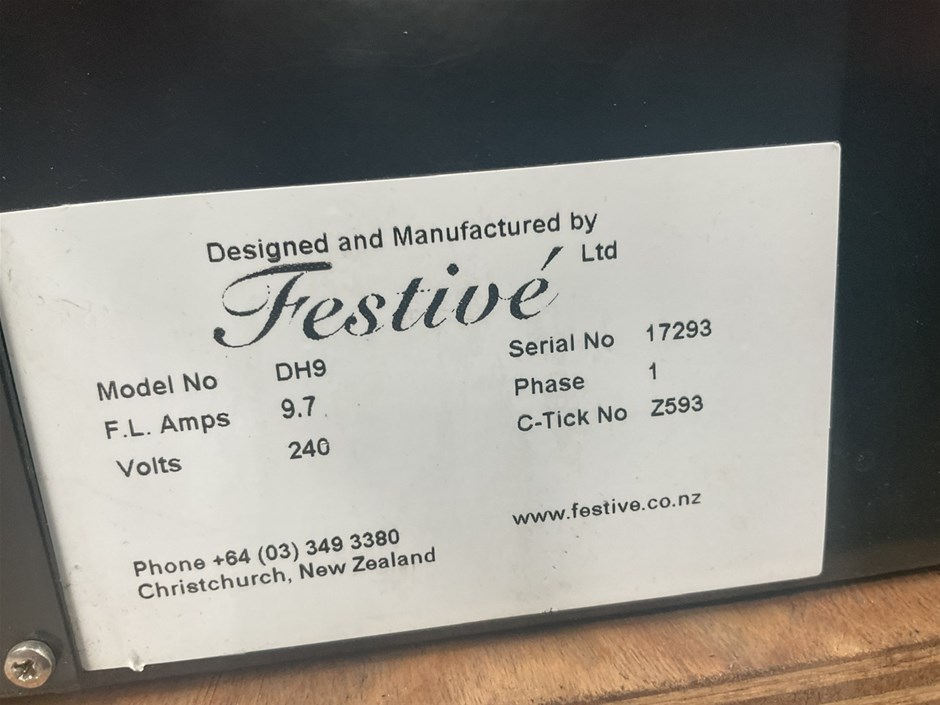 Designed and Manufactured by
Festivé Ltd
Model No DH9 Serial No 17293
F.L. Amps 9.7 Phase 1
Volts 240 C-Tick No Z593
www.festive.co.nz
Phone +64 (03) 349 3380
Christchurch, New Zealand